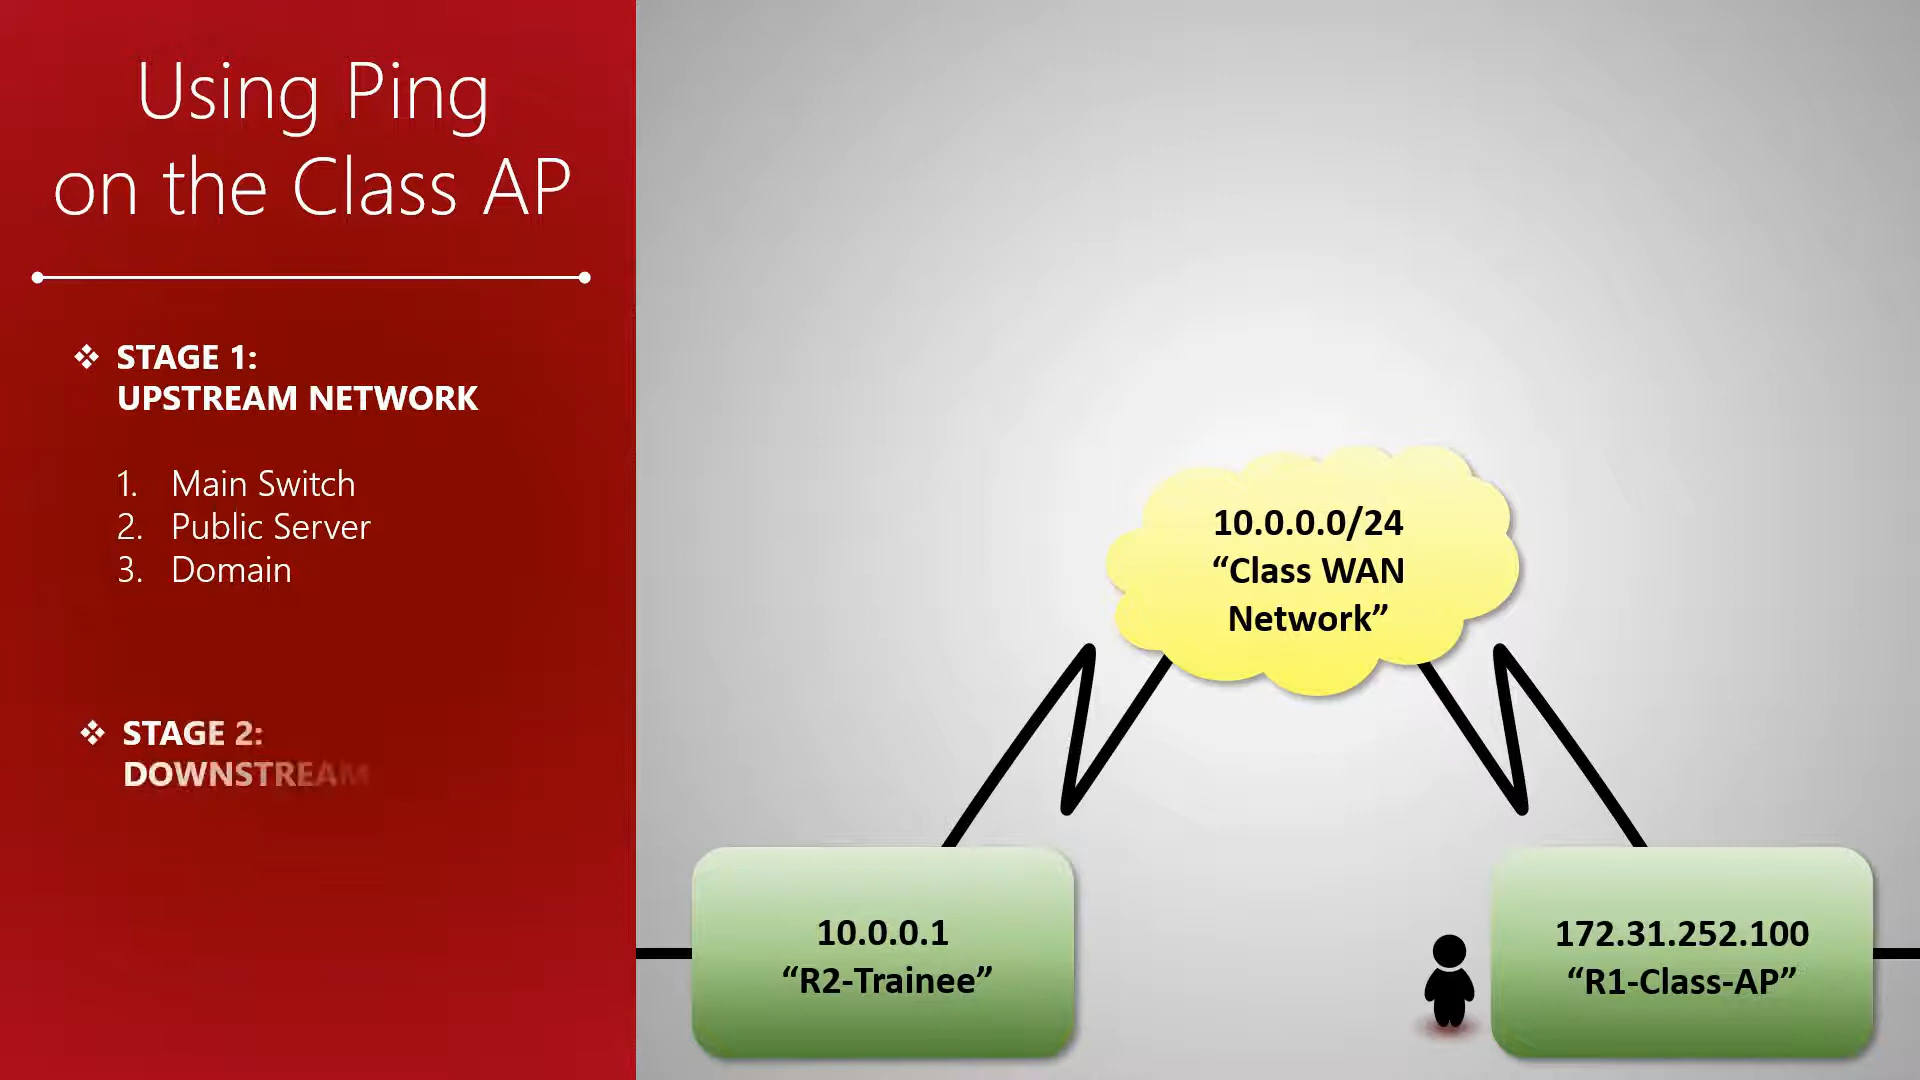 Using Ping
on the Class AP
❖ STAGE 1:
UPSTREAM NETWORK
1. Main Switch
2. Public Server
3. Domain
❖ STAGE 2:
DOWNSTREAM
10.0.0.0/24
“Class WAN
Network”
10.0.0.1
“R2-Trainee”
172.31.252.100
“R1-Class-AP”